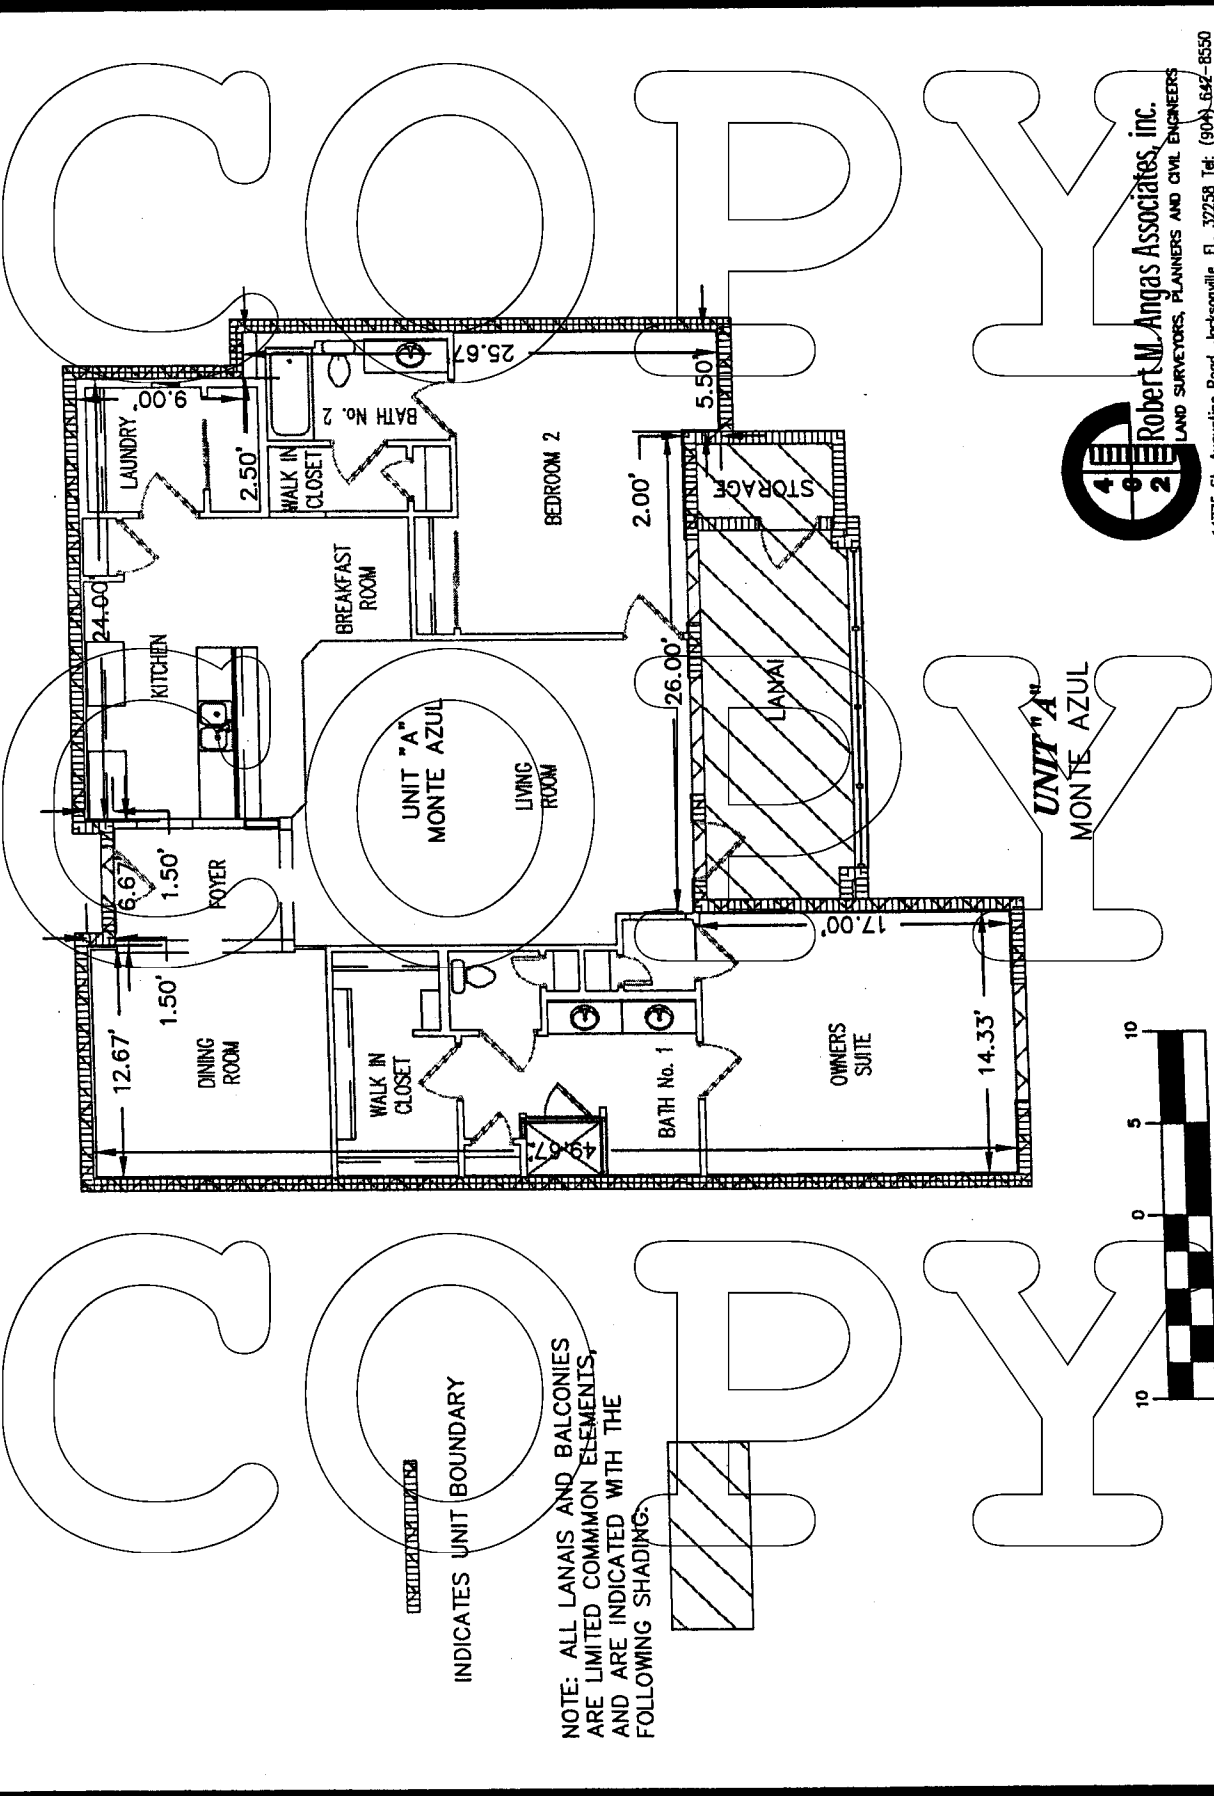 COPY
COPY
COPY
LAUNDRY
9.00'
2.50'
WALK IN
CLOSET
BATH No. 2
25.67
BEDROOM 2
5.50'
2.00'
STORAGE
24.00
KITCHEN
BREAKFAST
ROOM
UNIT "A"
MONTE AZUL
LIVING
ROOM
26.00'
LANAI
6.67'
1.50'
FOYER
1.50'
12.67'
DINING
ROOM
WALK IN
CLOSET
49.67'
BATH No. 1
OWNERS
SUITE
17.00'
14.33'
UNIT "A"
MONTE AZUL
INDICATES UNIT BOUNDARY
NOTE: ALL LANAIS AND BALCONIES
ARE LIMITED COMMMON ELEMENTS,
AND ARE INDICATED WITH THE
FOLLOWING SHADING.
10 0 5 10
Robert M. Angas Associates, inc.
LAND SURVEYORS, PLANNERS AND CIVIL ENGINEERS
St. Augustine Road, Jacksonville, FL. 32258 Tel: (904) 642-8550